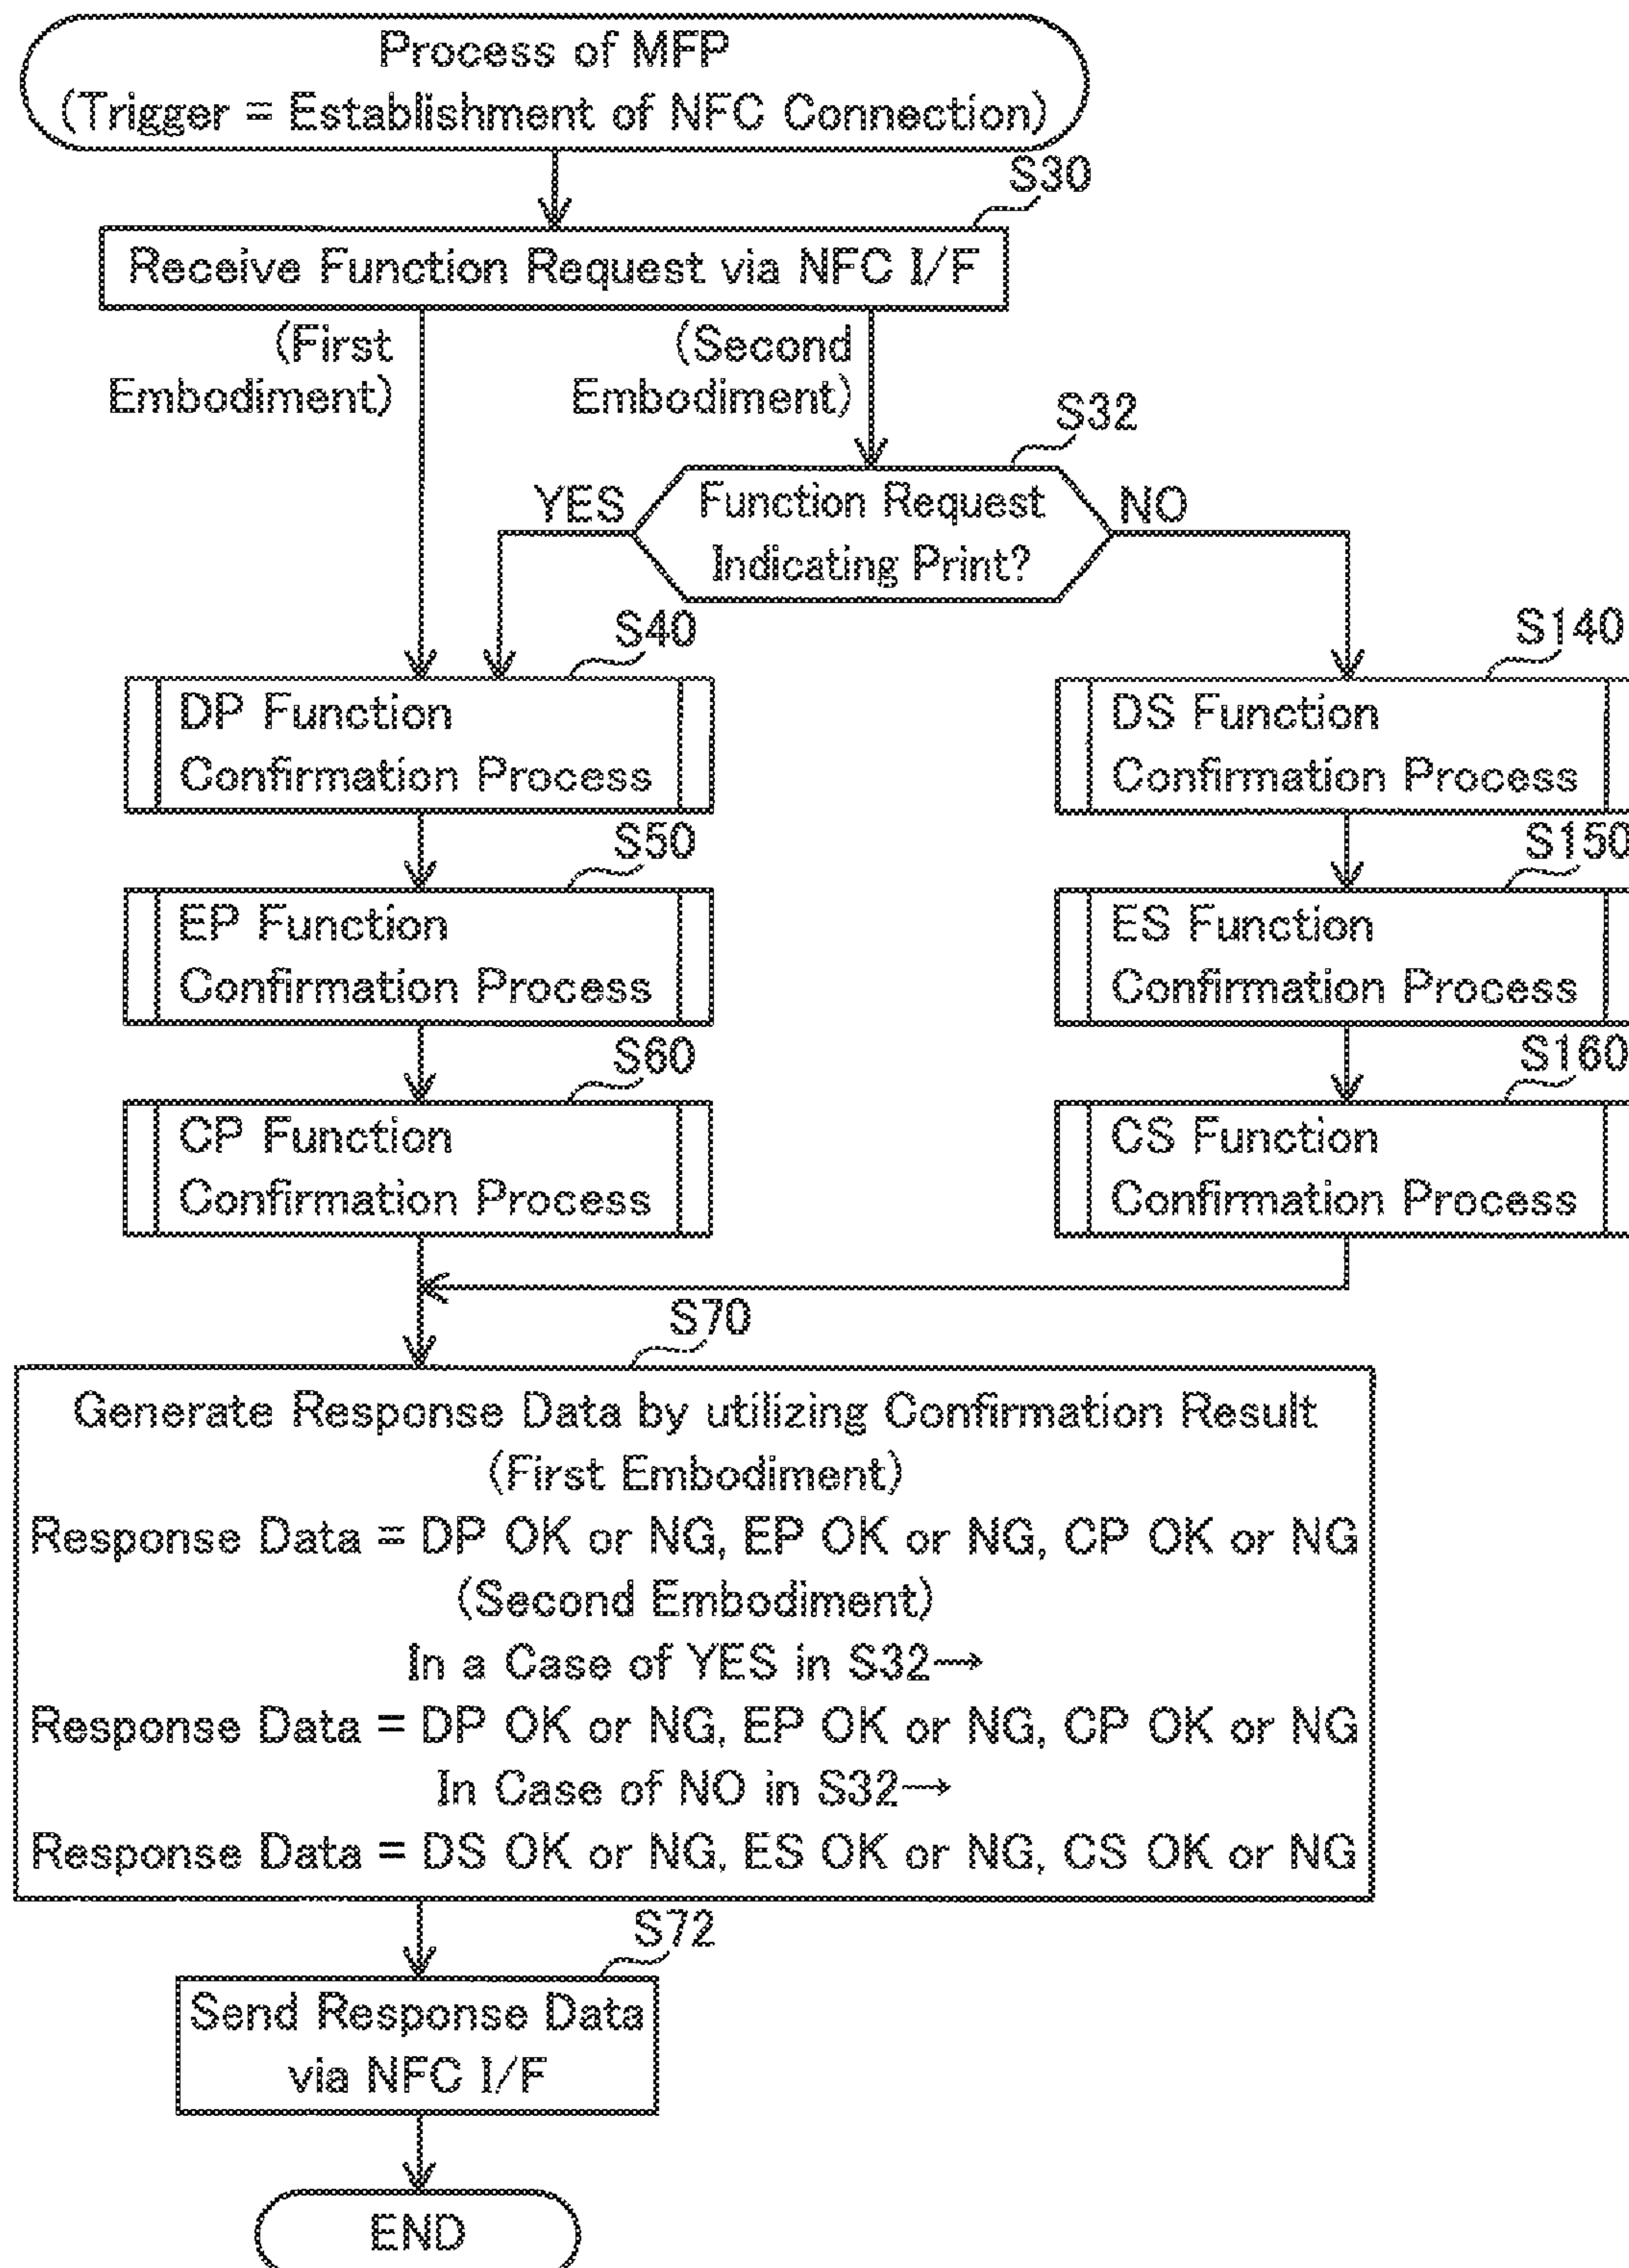 Process of MFP
(Trigger = Establishment of NFC Connection)
S30
Receive Function Request via NFC I/F
(First
Embodiment)
(Second
Embodiment)
S32
YES
Function Request
Indicating Print?
NO
S40
DP Function
Confirmation Process
S140
DS Function
Confirmation Process
S50
EP Function
Confirmation Process
S150
ES Function
Confirmation Process
S60
CP Function
Confirmation Process
S160
CS Function
Confirmation Process
S70
Generate Response Data by utilizing Confirmation Result
(First Embodiment)
Response Data = DP OK or NG, EP OK or NG, CP OK or NG
(Second Embodiment)
In a Case of YES in S32→
Response Data = DP OK or NG, EP OK or NG, CP OK or NG
In Case of NO in S32→
Response Data = DS OK or NG, ES OK or NG, CS OK or NG
S72
Send Response Data
via NFC I/F
END